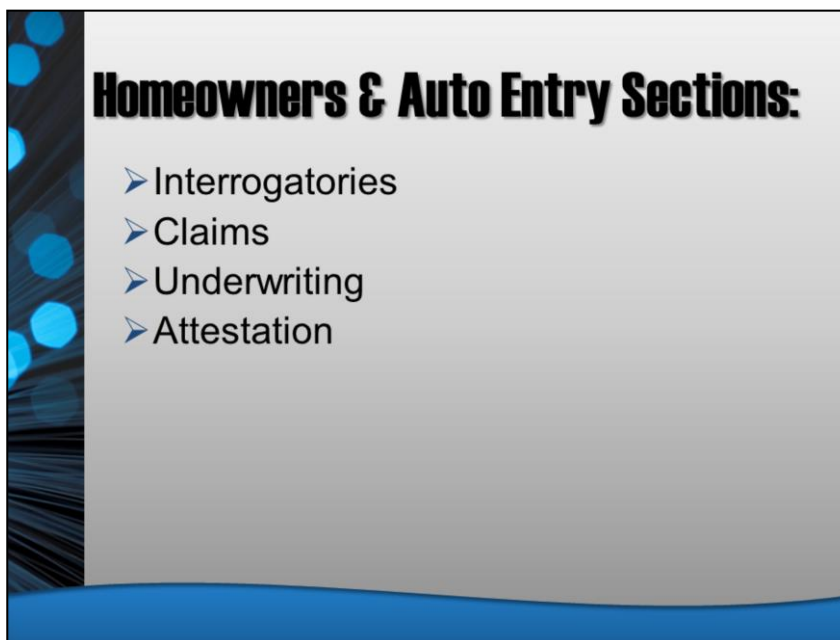 Homeowners & Auto Entry Sections:
Interrogatories
Claims
Underwriting
Attestation